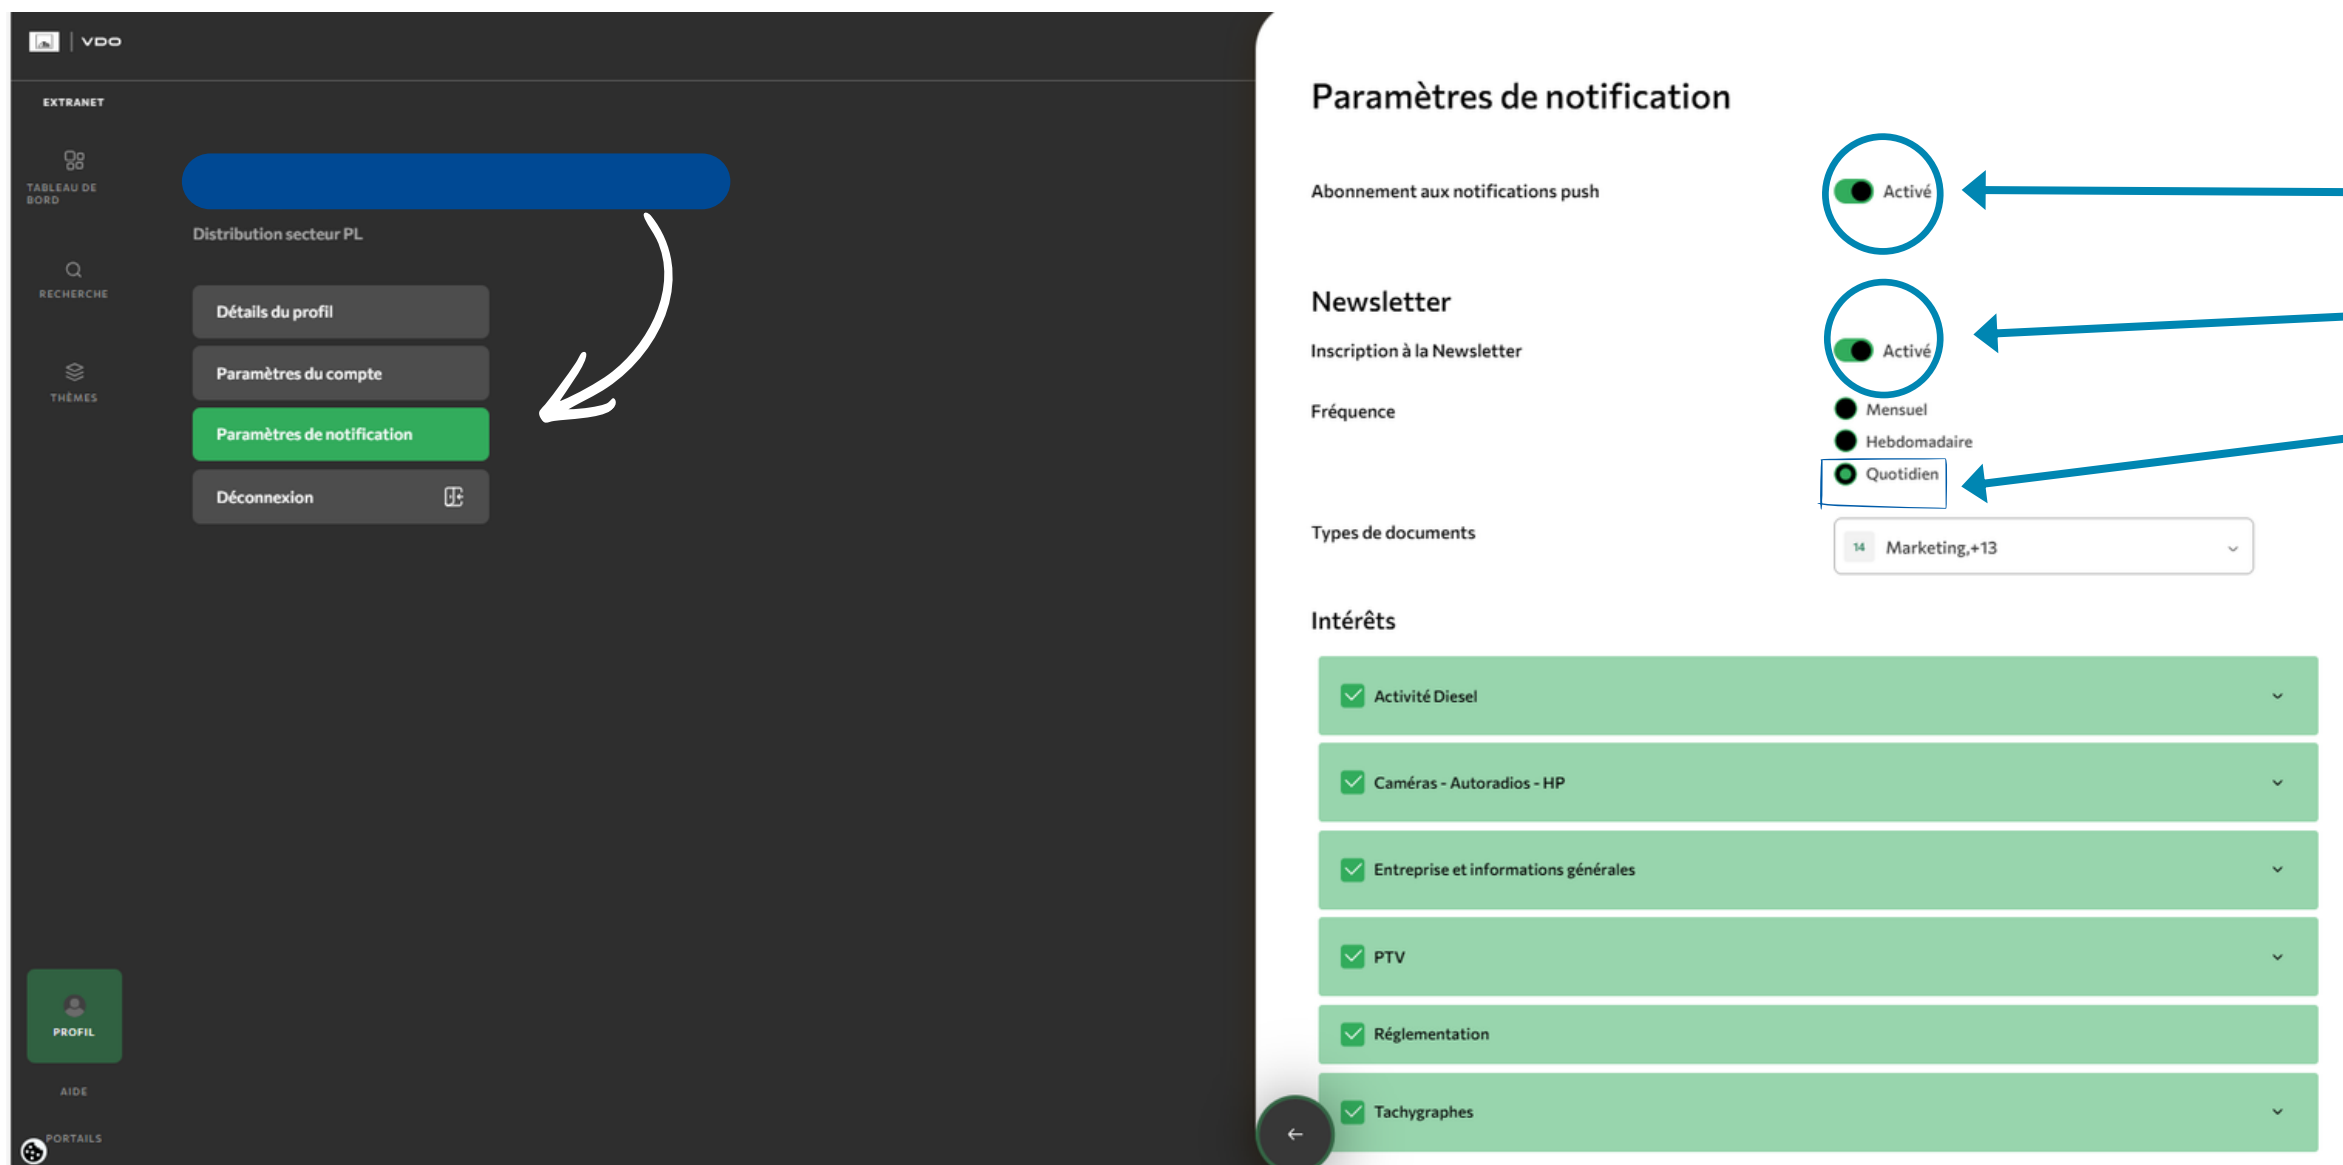 VDO
EXTRANET
TABLEAU DE
BORD
RECHERCHE
THÈMES
PROFIL
AIDE
PORTAILS
Distribution secteur PL
Détails du profil
Paramètres du compte
Paramètres de notification
Déconnexion
Paramètres de notification
Abonnement aux notifications push
Activé
Newsletter
Inscription à la Newsletter
Activé
Fréquence
Mensuel
Hebdomadaire
Quotidien
Types de documents
14 Marketing,+13
Intérêts
Activité Diesel
Caméras - Autoradios - HP
Entreprise et informations générales
PTV
Réglementation
Tachygraphes